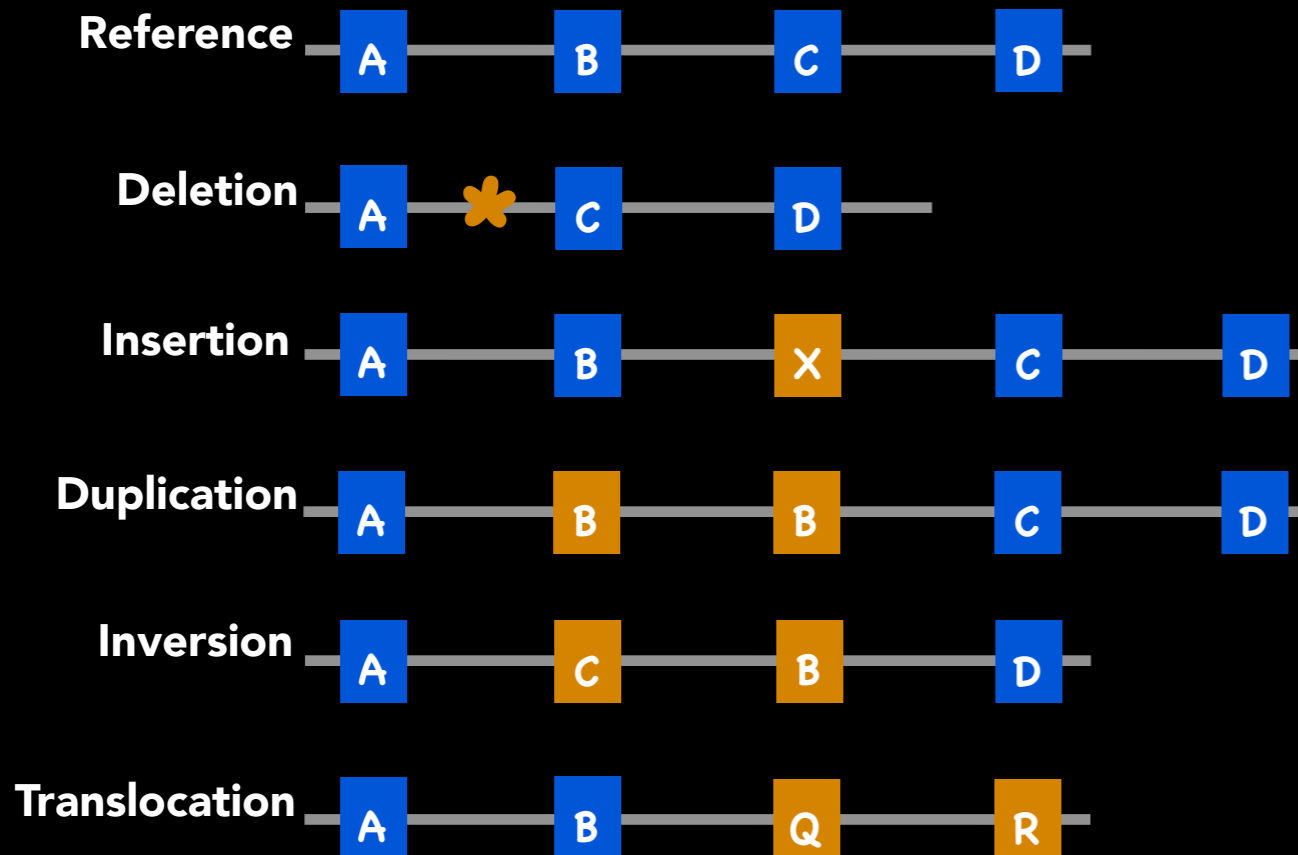 Reference A B C D
Deletion A C D
Insertion A B X C D
Duplication A B B C D
Inversion A C B D
Translocation A B Q R